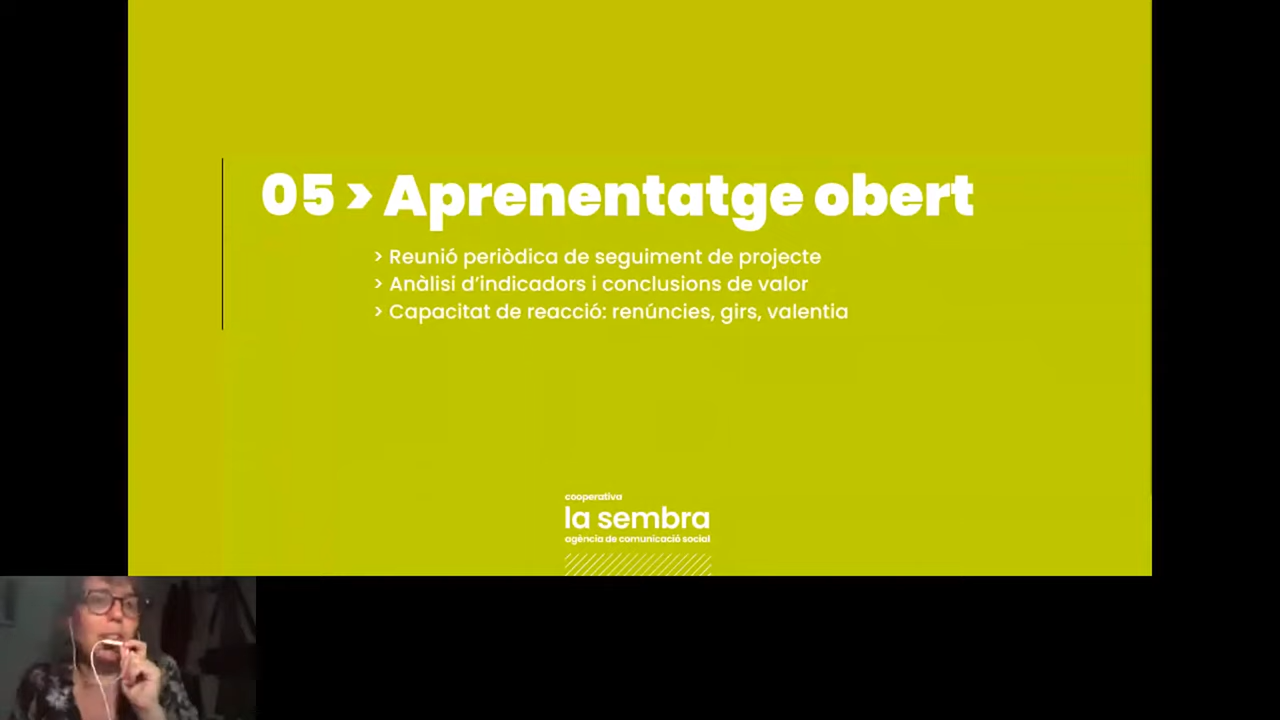 05 > Aprenentatge obert
> Reunió periòdica de seguiment de projecte
> Anàlisi d'indicadors i conclusions de valor
> Capacitat de reacció: renúncies, girs, valentia
cooperativa
la sembra
agència de comunicació social